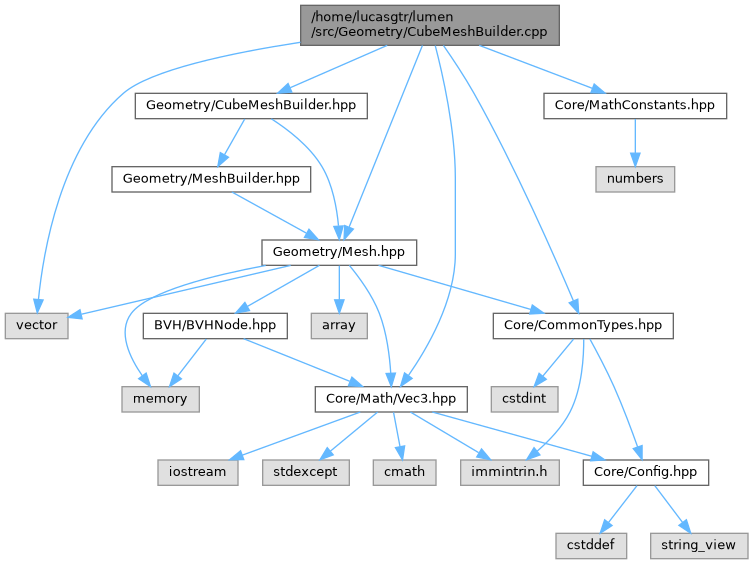 /home/lucasgtr/lumen
/src/Geometry/CubeMeshBuilder.cpp
Geometry/CubeMeshBuilder.hpp
Core/MathConstants.hpp
Geometry/MeshBuilder.hpp
numbers
Geometry/Mesh.hpp
vector
BVH/BVHNode.hpp
array
Core/CommonTypes.hpp
memory
Core/Math/Vec3.hpp
cstdint
iostream
stdexcept
cmath
immintrin.h
Core/Config.hpp
cstddef
string_view